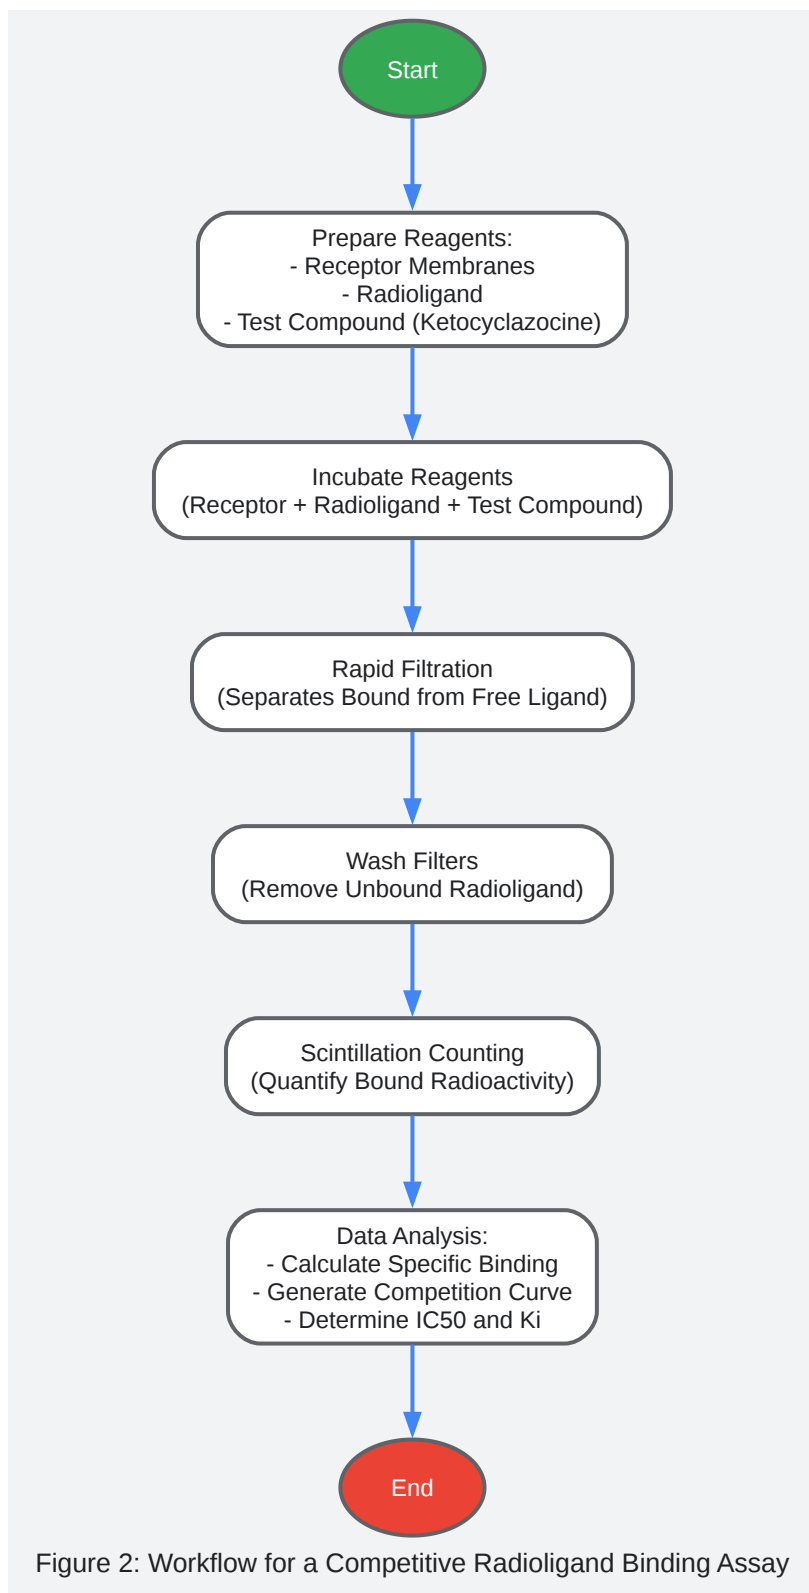 Start
Prepare Reagents:
- Receptor Membranes
- Radioligand
- Test Compound (Ketocyclazocine)
Incubate Reagents
(Receptor + Radioligand + Test Compound)
Rapid Filtration
(Separates Bound from Free Ligand)
Wash Filters
(Remove Unbound Radioligand)
Scintillation Counting
(Quantify Bound Radioactivity)
Data Analysis:
- Calculate Specific Binding
- Generate Competition Curve
- Determine IC50 and Ki
End
Figure 2: Workflow for a Competitive Radioligand Binding Assay